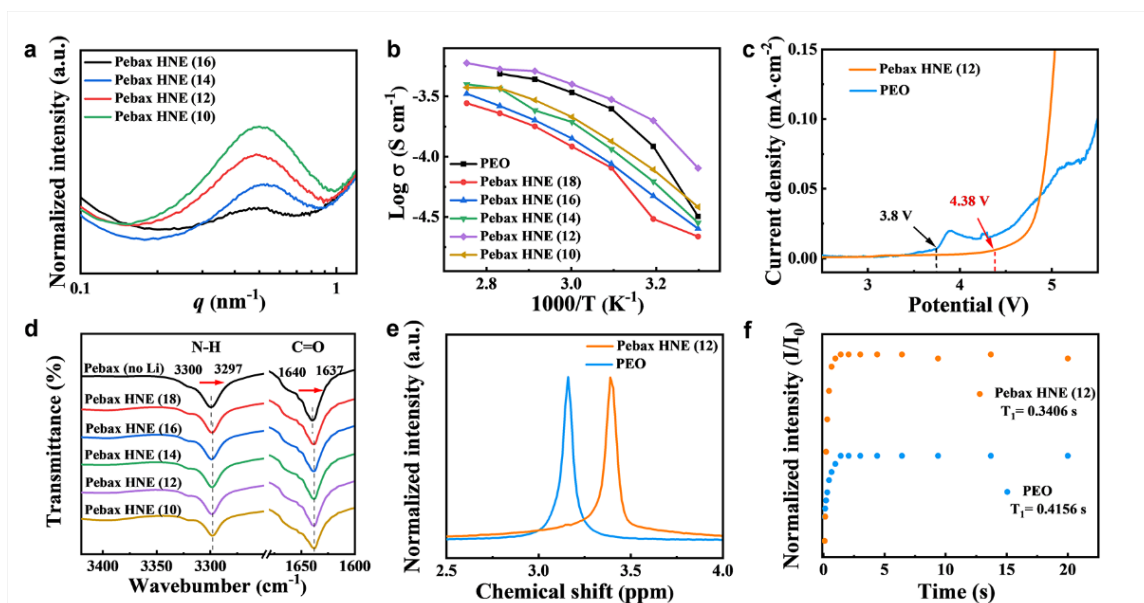 a
Normalized intensity (a.u.)
Pebax HNE (16)
Pebax HNE (14)
Pebax HNE (12)
Pebax HNE (10)
0.1
1
q (nm-1)
b
Log σ (S cm-1)
-3.5
-4.0
-4.5
PEO
Pebax HNE (18)
Pebax HNE (16)
Pebax HNE (14)
Pebax HNE (12)
Pebax HNE (10)
2.8 3.0 3.2
1000/T (K-1)
c
Current density (mA·cm-2)
0.15
0.10
0.05
0.00
Pebax HNE (12)
PEO
3.8 V
4.38 V
3 4 5
Potential (V)
d
Transmittance (%)
N-H
C=O
3300 3297
1640 1637
Pebax (no Li)
Pebax HNE (18)
Pebax HNE (16)
Pebax HNE (14)
Pebax HNE (12)
Pebax HNE (10)
3400 3350 3300 1650 1600
Wavebumber (cm-1)
e
Normalized intensity (a.u.)
Pebax HNE (12)
PEO
2.5 3.0 3.5 4.0
Chemical shift (ppm)
f
Normalized intensity (I/I0)
Pebax HNE (12)
T1= 0.3406 s
PEO
T1= 0.4156 s
0 5 10 15 20
Time (s)